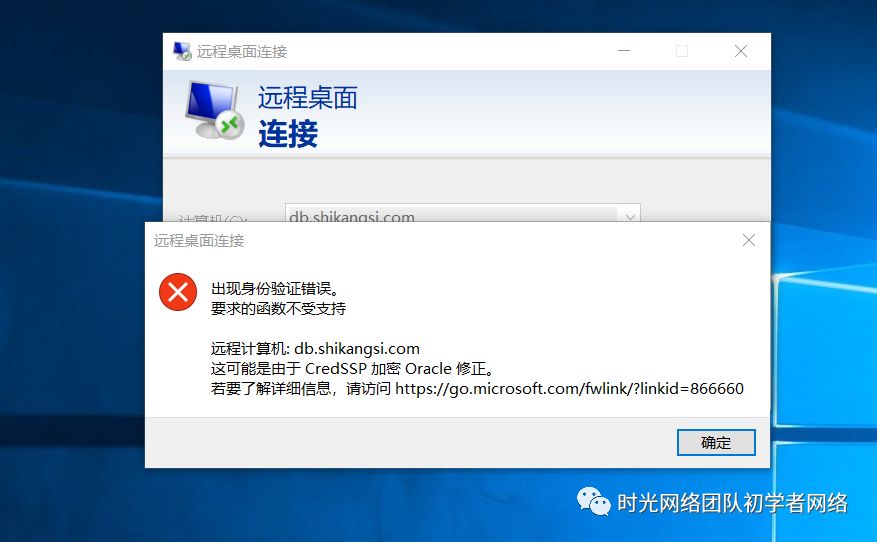 远程桌面连接
远程桌面
连接
计算机(C):
db.shikangsi.com
远程桌面连接
出现身份验证错误。
要求的函数不受支持
远程计算机: db.shikangsi.com
这可能是由于 CredSSP 加密 Oracle 修正。
若要了解详细信息，请访问 https://go.microsoft.com/fwlink/?linkid=866660
确定
时光网络团队初学者网络